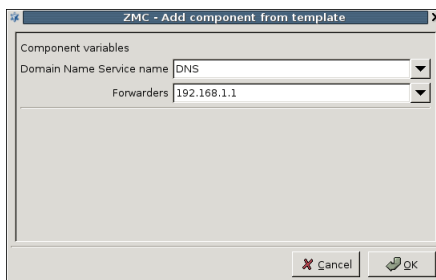 ZMC - Add component from template
Component variables
Domain Name Service name DNS
Forwarders 192.168.1.1
Cancel OK